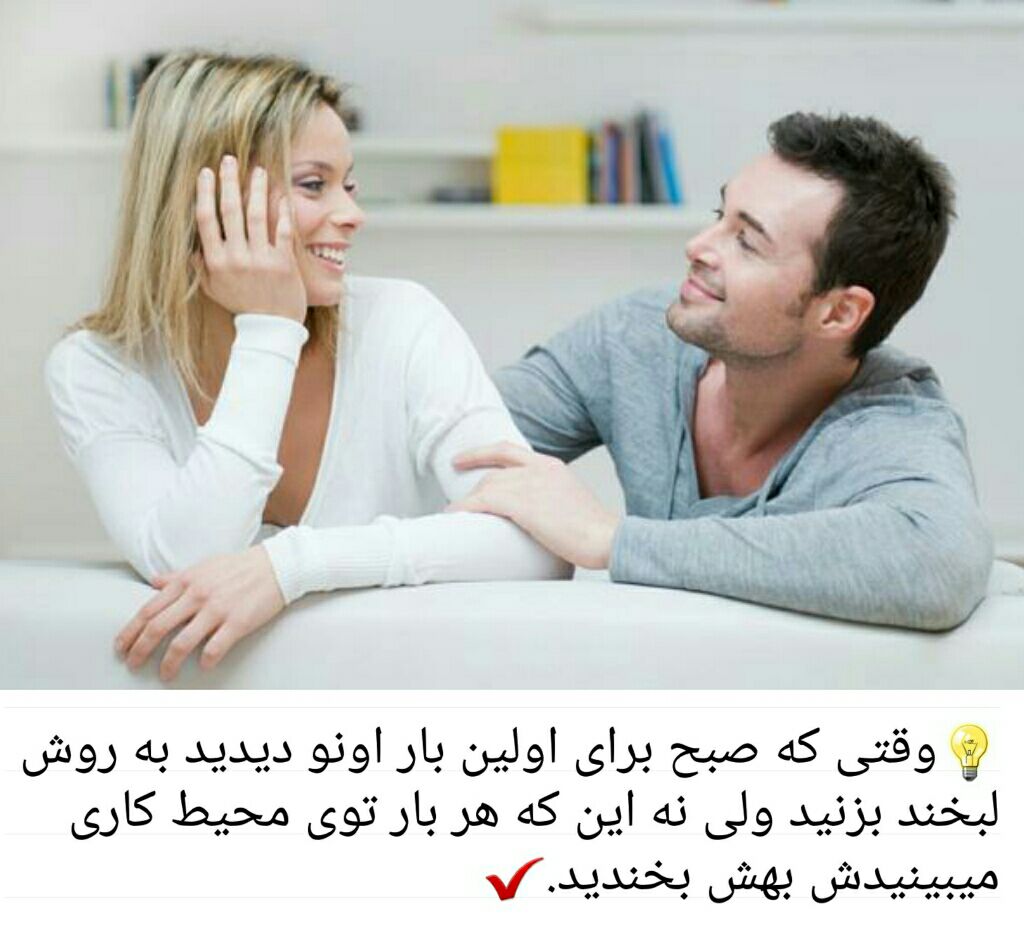 وقتی که صبح برای اولین بار اونو دیدید به روش
لبخند بزنید ولی نه این که هر بار توی محیط کاری
میبینیدش بهش بخندید.